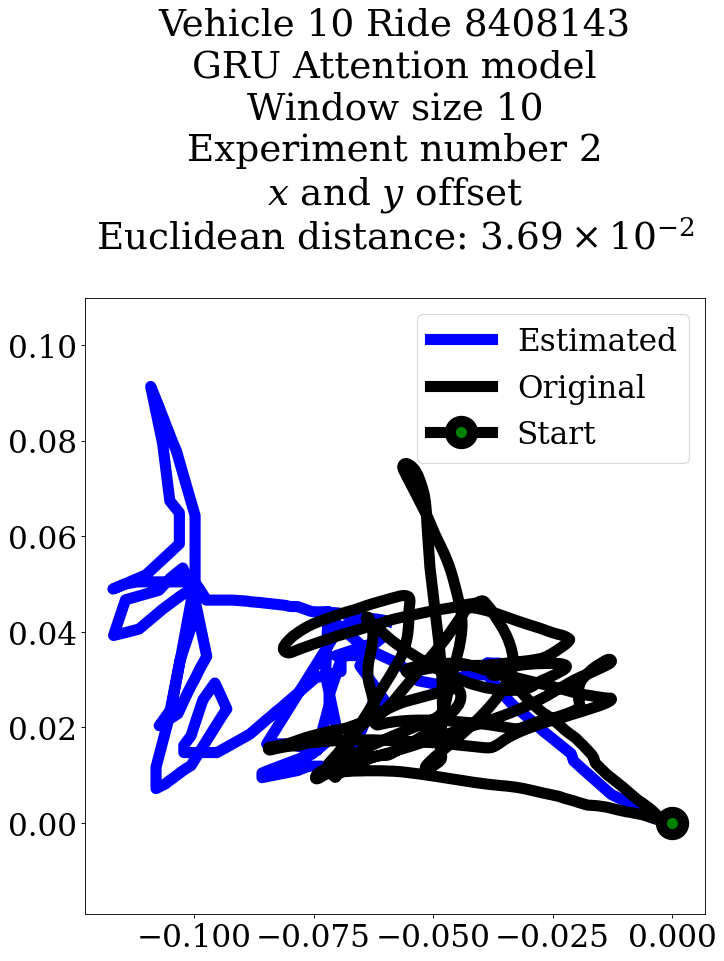 Vehicle 10 Ride 8408143
GRU Attention model
Window size 10
Experiment number 2
x and y offset
Euclidean distance: 3.69 × 10⁻²
Estimated
Original
Start
0.10
0.08
0.06
0.04
0.02
0.00
−0.100 −0.075 −0.050 −0.025 0.000